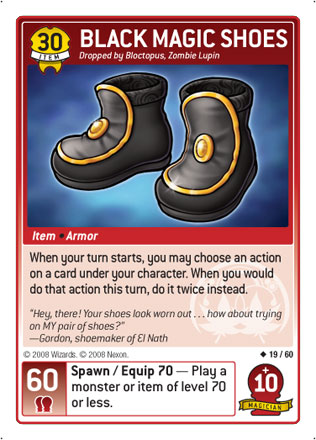 30
ITEM
BLACK MAGIC SHOES
Dropped by Bloctopus, Zombie Lupin
Item • Armor
When your turn starts, you may choose an action
on a card under your character. When you would
do that action this turn, do it twice instead.
"Hey, there! Your shoes look worn out . . . how about trying
on MY pair of shoes?"
—Gordon, shoemaker of El Nath
© 2008 Wizards. © 2008 Nexon.
◆ 19 / 60
60
Spawn / Equip 70 — Play a
monster or item of level 70
or less.
+
10
MAGICIAN